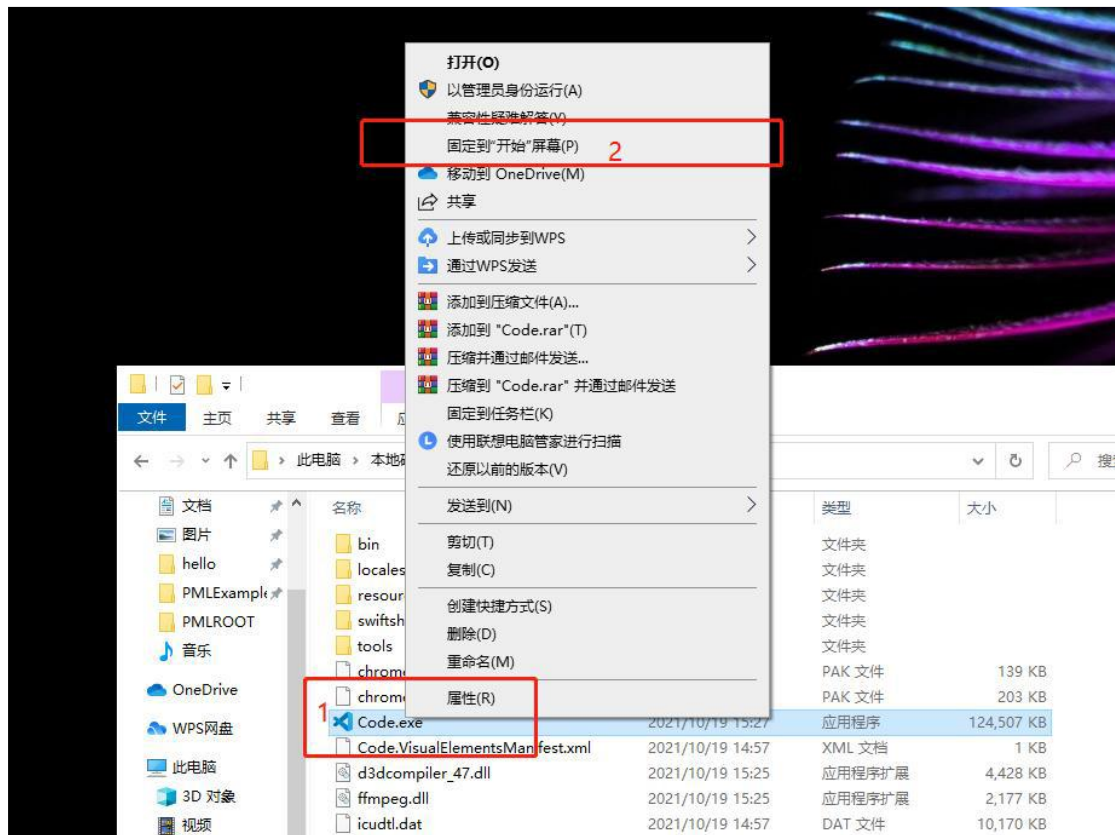 打开(O)
以管理员身份运行(A)
兼容性疑难解答(Y)
固定到"开始"屏幕(P)
2
移动到 OneDrive(M)
共享
上传或同步到WPS
通过WPS发送
添加到压缩文件(A)...
添加到 "Code.rar"(T)
压缩并通过邮件发送...
压缩到 "Code.rar" 并通过邮件发送
固定到任务栏(K)
使用联想电脑管家进行扫描
还原以前的版本(V)
发送到(N)
剪切(T)
复制(C)
创建快捷方式(S)
删除(D)
重命名(M)
属性(R)
文件 主页 共享 查看
此电脑 本地
名称 类型 大小
文档
图片
hello
PMLExample
PMLROOT
音乐
OneDrive
WPS网盘
此电脑
3D 对象
视频
bin 文件夹
locales 文件夹
resour 文件夹
swiftsh 文件夹
tools 文件夹
chrome PAK 文件 139 KB
chrome PAK 文件 203 KB
1
Code.exe 2021/10/19 15:27 应用程序 124,507 KB
Code.VisualElementsManifest.xml 2021/10/19 14:57 XML 文档 1 KB
d3dcompiler_47.dll 2021/10/19 15:25 应用程序扩展 4,428 KB
ffmpeg.dll 2021/10/19 15:25 应用程序扩展 2,177 KB
icudtl.dat 2021/10/19 14:57 DAT 文件 10,170 KB